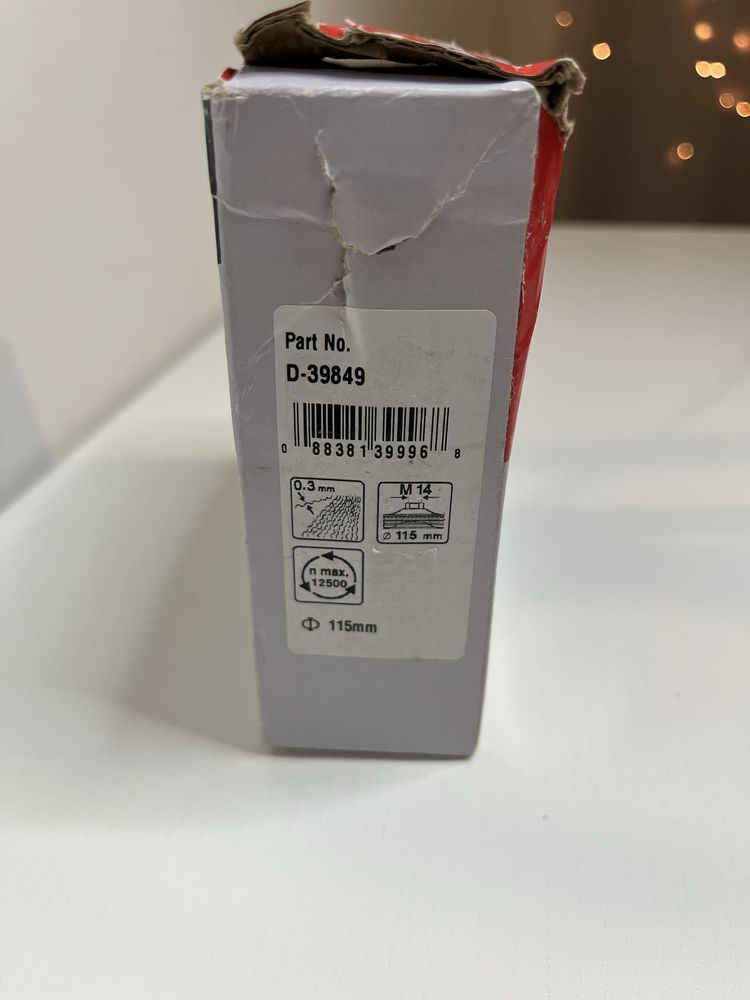 Part No.
D-39849
0 88381 39996 8
0.3 mm
M 14
⌀ 115 mm
n max.
12500
Φ 115mm